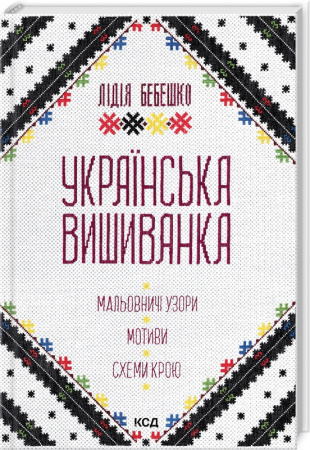 ЛІДІЯ БЕБЕШКО
УКРАЇНСЬКА
ВИШИВАНКА
МАЛЬОВНИЧІ УЗОРИ
МОТИВИ
СХЕМИ КРОЮ
КСД